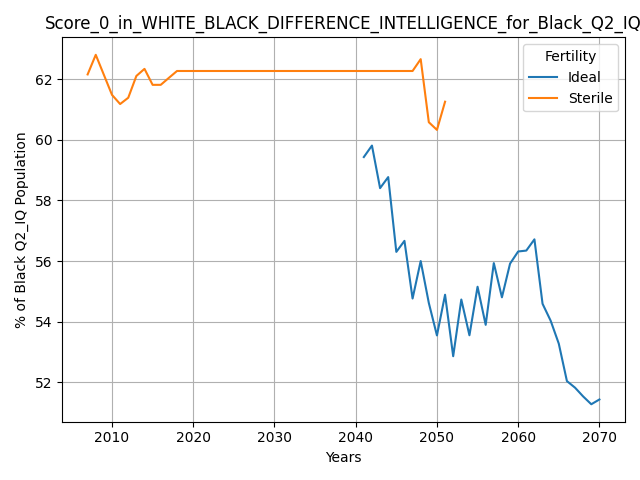 Score_0_in_WHITE_BLACK_DIFFERENCE_INTELLIGENCE_for_Black_Q2_IQ
Fertility
Ideal
Sterile
62
60
58
56
54
52
% of Black Q2_IQ Population
2010 2020 2030 2040 2050 2060 2070
Years